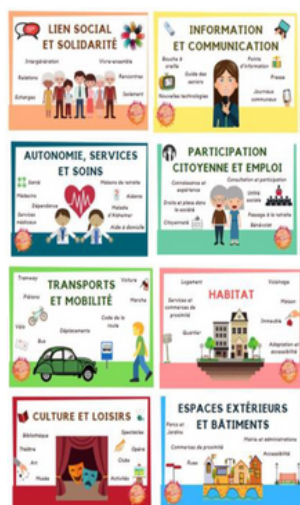 LIEN SOCIAL
ET SOLIDARITÉ
Intergénération
Vivre ensemble
Relations
Rencontres
Echanges
Isolement
INFORMATION
ET COMMUNICATION
Bouche à
oreille
Points
d'information
Guide des
seniors
Presse
Nouvelles technologies
Journaux
communaux
AUTONOMIE, SERVICES
ET SOINS
Santé
Maisons de retraite
Médecins
Aidants
Dépendance
Maladie
d'Alzheimer
Services
médicaux
Aide à domicile
PARTICIPATION
CITOYENNE ET EMPLOI
Connaissance et
expérience
Consultation et participation
Droits et place dans
la société
Utilité
sociale
Passage à la retraite
Citoyenneté
Bénévolat
TRANSPORTS
ET MOBILITÉ
Tramway
Voiture
Piétons
Marche
Code de la
route
Vélo
Déplacements
Bus
HABITAT
Logement
Voisinage
Services et
commerces de
proximité
Maison
Immeuble
Quartier
Adaptation et
accessibilité
CULTURE ET LOISIRS
Bibliothèque
Spectacles
Théâtre
Opéra
Art
Clubs
Musée
Activités
ESPACES EXTÉRIEURS
ET BÂTIMENTS
Parcs et
Jardins
Mairie et administrations
Commerces de proximité
Accessibilité
Rues